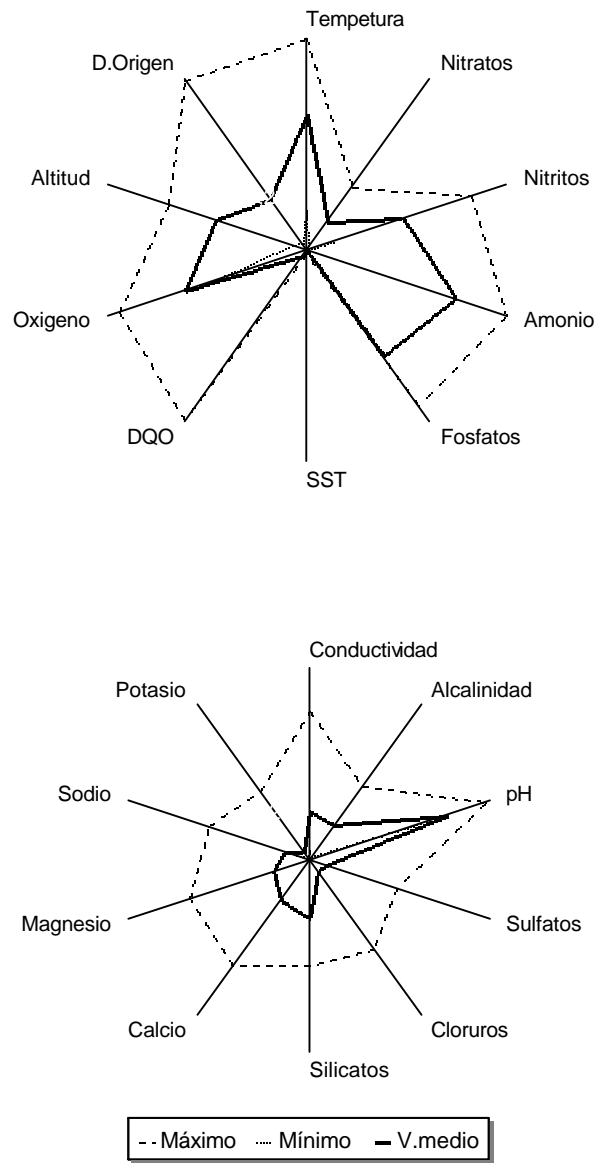 Tempetura
D.Origen
Nitratos
Altitud
Nitritos
Oxigeno
Amonio
DQO
Fosfatos
SST
Conductividad
Potasio
Alcalinidad
Sodio
pH
Magnesio
Sulfatos
Calcio
Cloruros
Silicatos
Máximo Mínimo V.medio